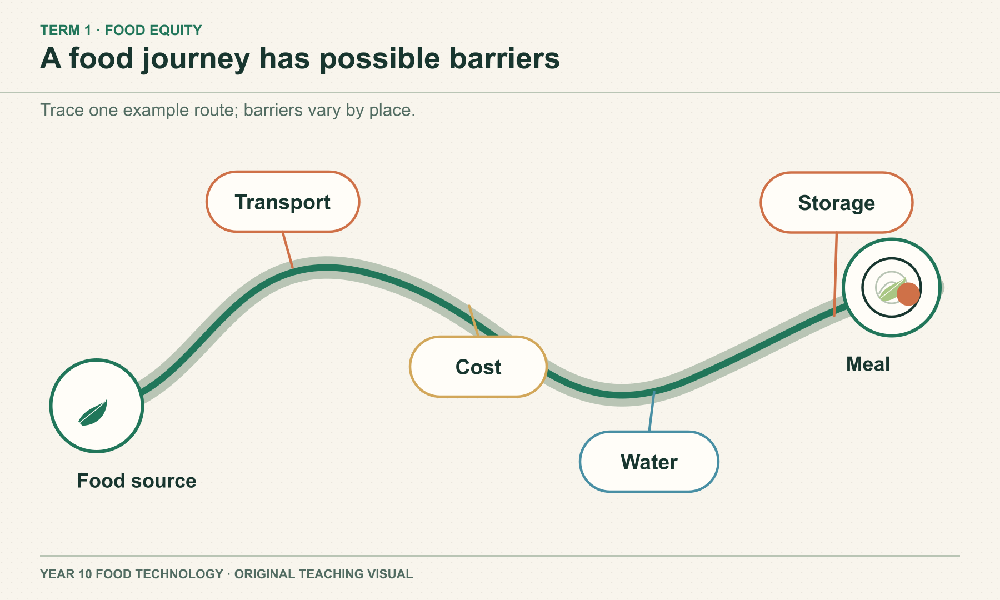 TERM 1 · FOOD EQUITY
A food journey has possible barriers
Trace one example route; barriers vary by place.
Transport
Storage
Cost
Meal
Water
Food source
YEAR 10 FOOD TECHNOLOGY · ORIGINAL TEACHING VISUAL